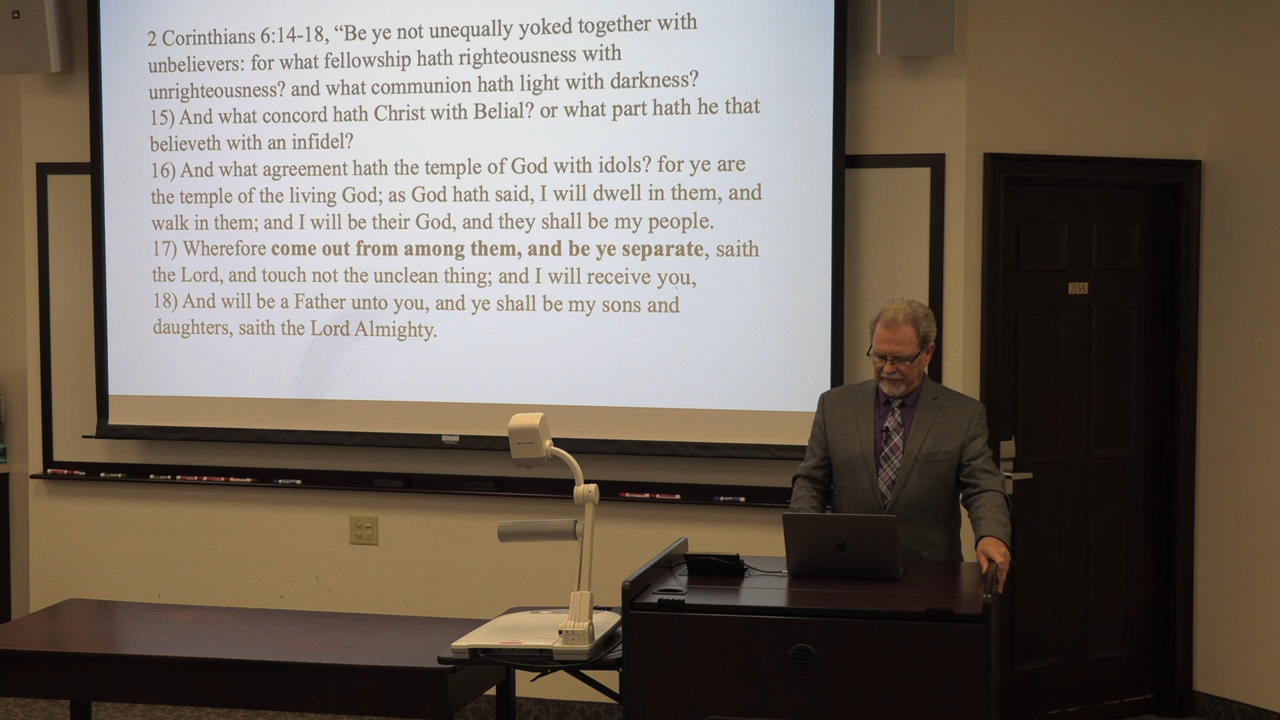 2 Corinthians 6:14-18, “Be ye not unequally yoked together with
unbelievers: for what fellowship hath righteousness with
unrighteousness? and what communion hath light with darkness?
15) And what concord hath Christ with Belial? or what part hath he that
believeth with an infidel?
16) And what agreement hath the temple of God with idols? for ye are
the temple of the living God; as God hath said, I will dwell in them, and
walk in them; and I will be their God, and they shall be my people.
17) Wherefore come out from among them, and be ye separate, saith
the Lord, and touch not the unclean thing; and I will receive you,
18) And will be a Father unto you, and ye shall be my sons and
daughters, saith the Lord Almighty.